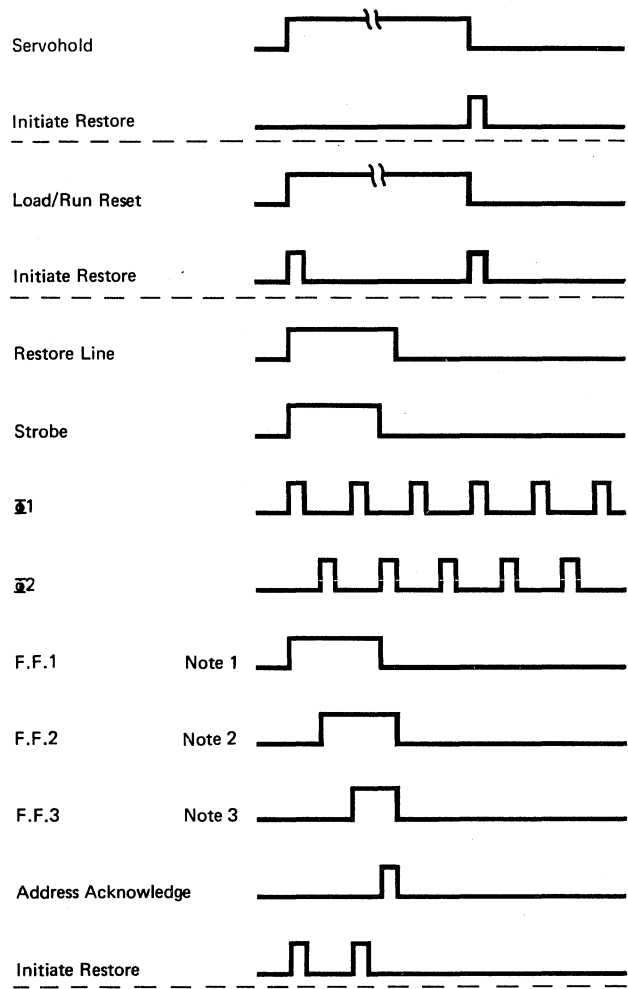 Servohold
Initiate Restore
Load/Run Reset
Initiate Restore
Restore Line
Strobe
Φ1
Φ2
F.F.1 Note 1
F.F.2 Note 2
F.F.3 Note 3
Address Acknowledge
Initiate Restore